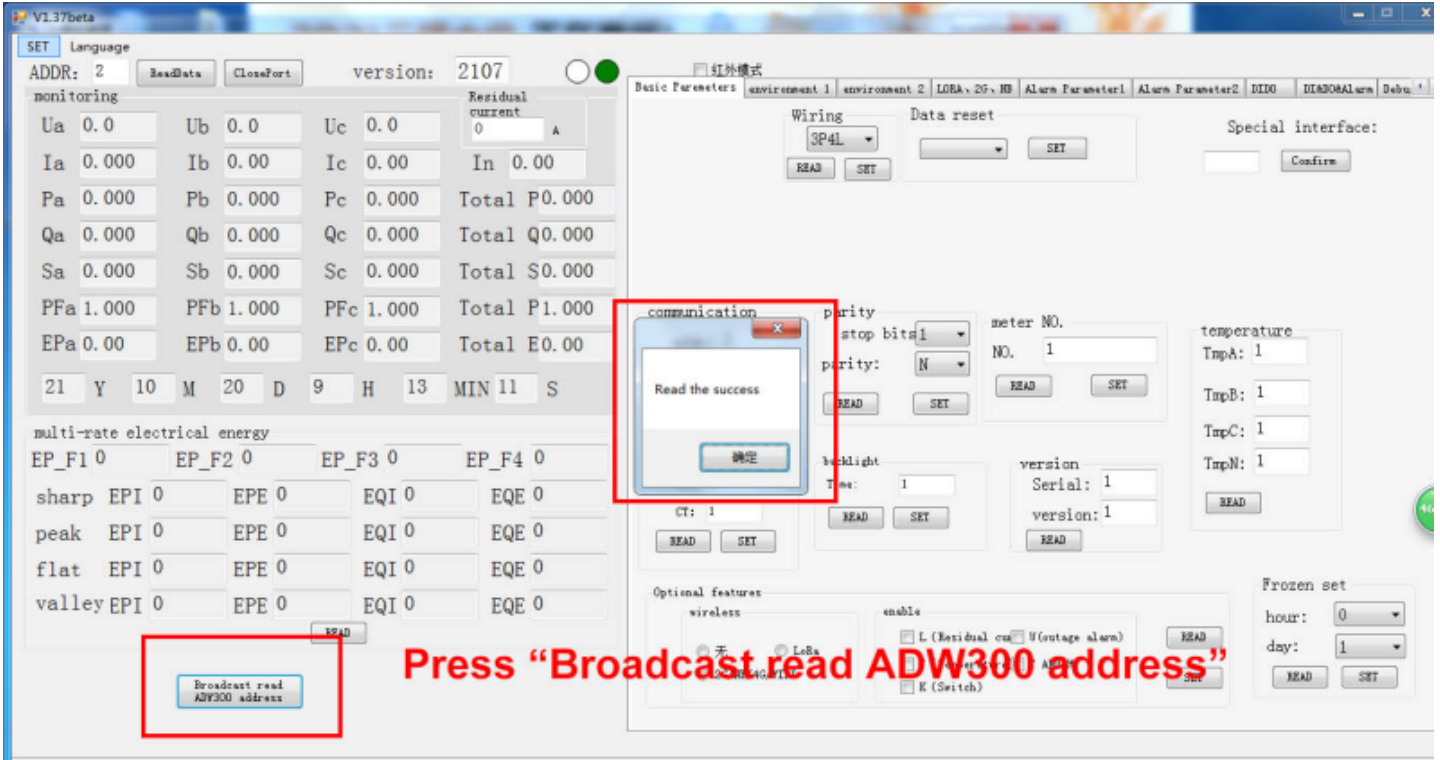 V1.37beta
SET Language
ADDR: 2 ReadData ClosePort version: 2107
monitoring
Residual current 0 A
Ua 0.0 Ub 0.0 Uc 0.0
Ia 0.000 Ib 0.00 Ic 0.00 In 0.00
Pa 0.000 Pb 0.000 Pc 0.000 Total P0.000
Qa 0.000 Qb 0.000 Qc 0.000 Total Q0.000
Sa 0.000 Sb 0.000 Sc 0.000 Total S0.000
PFa 1.000 PFb 1.000 PFc 1.000 Total P1.000
EPa 0.00 EPb 0.00 EPc 0.00 Total E0.00
21 Y 10 M 20 D 9 H 13 MIN 11 S
multi-rate electrical energy
EP_F1 0 EP_F2 0 EP_F3 0 EP_F4 0
sharp EPI 0 EPE 0 EQI 0 EQE 0
peak EPI 0 EPE 0 EQI 0 EQE 0
flat EPI 0 EPE 0 EQI 0 EQE 0
valley EPI 0 EPE 0 EQI 0 EQE 0
READ
Broadcast read
ADW300 address
红外模式
Basic Parameters environment 1 environment 2 LORA、2G、NB Alarm Parameter1 Alarm Parameter2 DIDO DI&DO&Alarm Debu
Wiring
3P4L
READ SET
Data reset
SET
Special interface:
Confirm
communication
Read the success
确定
CT: 1
READ SET
parity
stop bits 1
parity: N
READ SET
meter NO.
NO. 1
READ SET
temperature
TmpA: 1
TmpB: 1
TmpC: 1
TmpN: 1
READ
backlight
Time: 1
READ SET
version
Serial: 1
version: 1
READ
Optional features
wireless
无 LoRa
enable
L (Residual cu U(outage alarm)
K (Switch)
READ
SET
Frozen set
hour: 0
day: 1
READ SET
Press “Broadcast read ADW300 address”